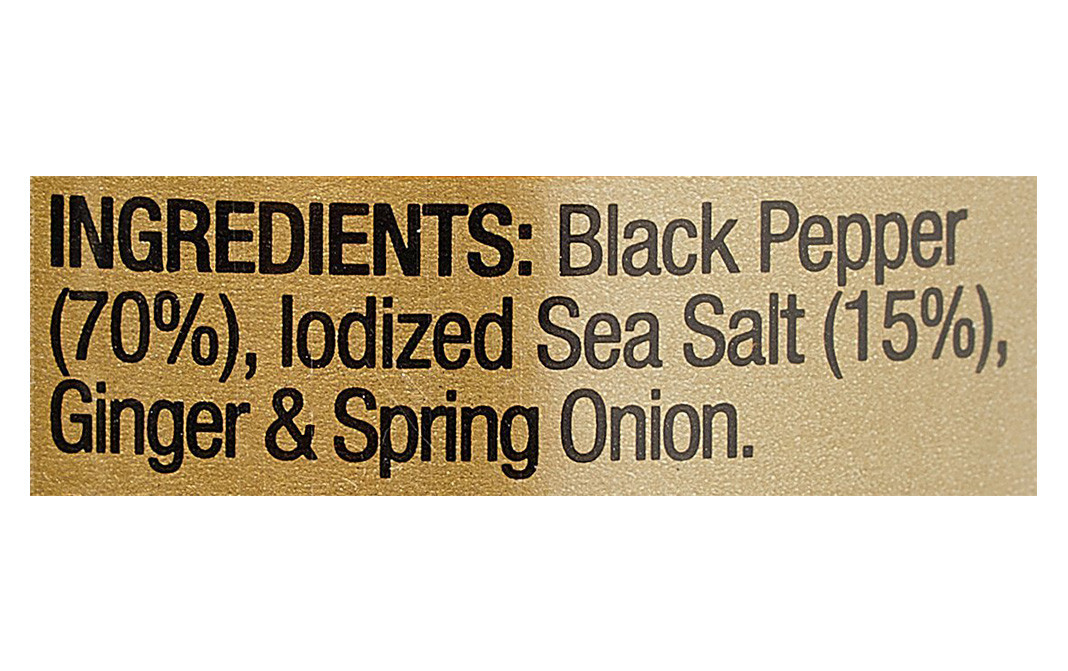 INGREDIENTS: Black Pepper
(70%), Iodized Sea Salt (15%),
Ginger & Spring Onion.